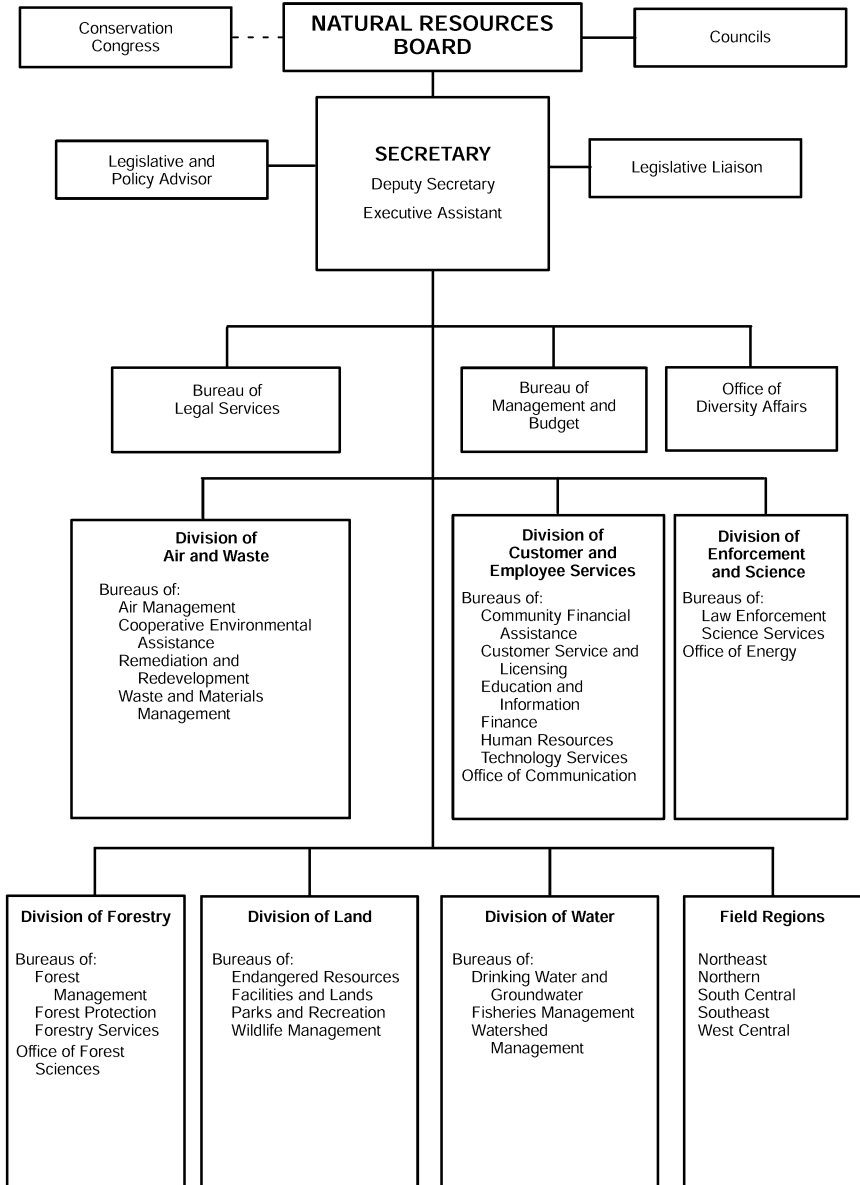 Conservation
Congress
NATURAL RESOURCES
BOARD
Councils
Legislative and
Policy Advisor
SECRETARY
Deputy Secretary
Executive Assistant
Legislative Liaison
Bureau of
Legal Services
Bureau of
Management and
Budget
Office of
Diversity Affairs
Division of
Air and Waste
Bureaus of:
Air Management
Cooperative Environmental
Assistance
Remediation and
Redevelopment
Waste and Materials
Management
Division of
Customer and
Employee Services
Bureaus of:
Community Financial
Assistance
Customer Service and
Licensing
Education and
Information
Finance
Human Resources
Technology Services
Office of Communication
Division of
Enforcement
and Science
Bureaus of:
Law Enforcement
Science Services
Office of Energy
Division of Forestry
Bureaus of:
Forest
Management
Forest Protection
Forestry Services
Office of Forest
Sciences
Division of Land
Bureaus of:
Endangered Resources
Facilities and Lands
Parks and Recreation
Wildlife Management
Division of Water
Bureaus of:
Drinking Water and
Groundwater
Fisheries Management
Watershed
Management
Field Regions
Northeast
Northern
South Central
Southeast
West Central